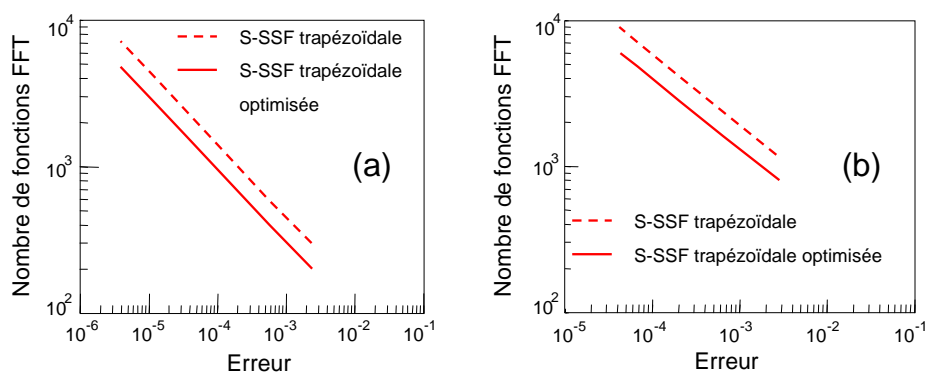 Nombre de fonctions FFT
10^4
10^3
10^2
10^-6
10^-5
10^-4
10^-3
10^-2
10^-1
Erreur
S-SSF trapézoïdale
S-SSF trapézoïdale
optimisée
(a)
Nombre de fonctions FFT
10^4
10^3
10^2
10^-5
10^-4
10^-3
10^-2
10^-1
Erreur
(b)
S-SSF trapézoïdale
S-SSF trapézoïdale optimisée